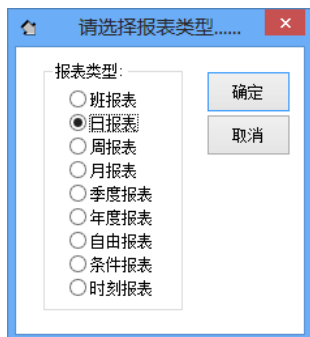 请选择报表类型......
报表类型:
班报表
日报表
周报表
月报表
季度报表
年度报表
自由报表
条件报表
时刻报表
确定
取消